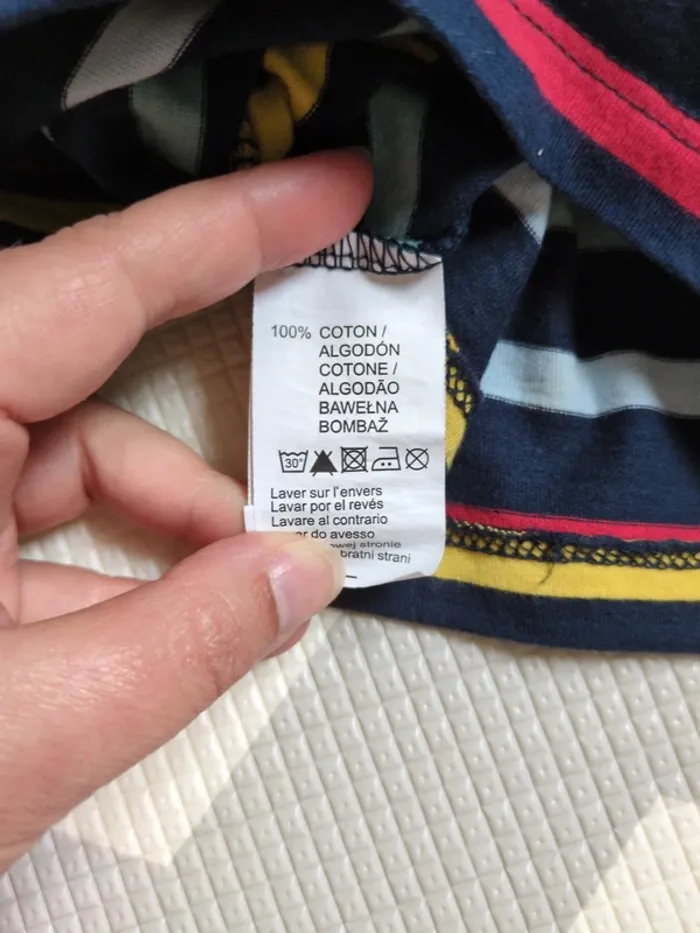 100% COTON /
ALGODÓN
COTONE /
ALGODÃO
BAWEŁNA
BOMBAŽ
30°
Laver sur l'envers
Lavar por el revés
Lavare al contrario
do avesso
stronie
bratni strani